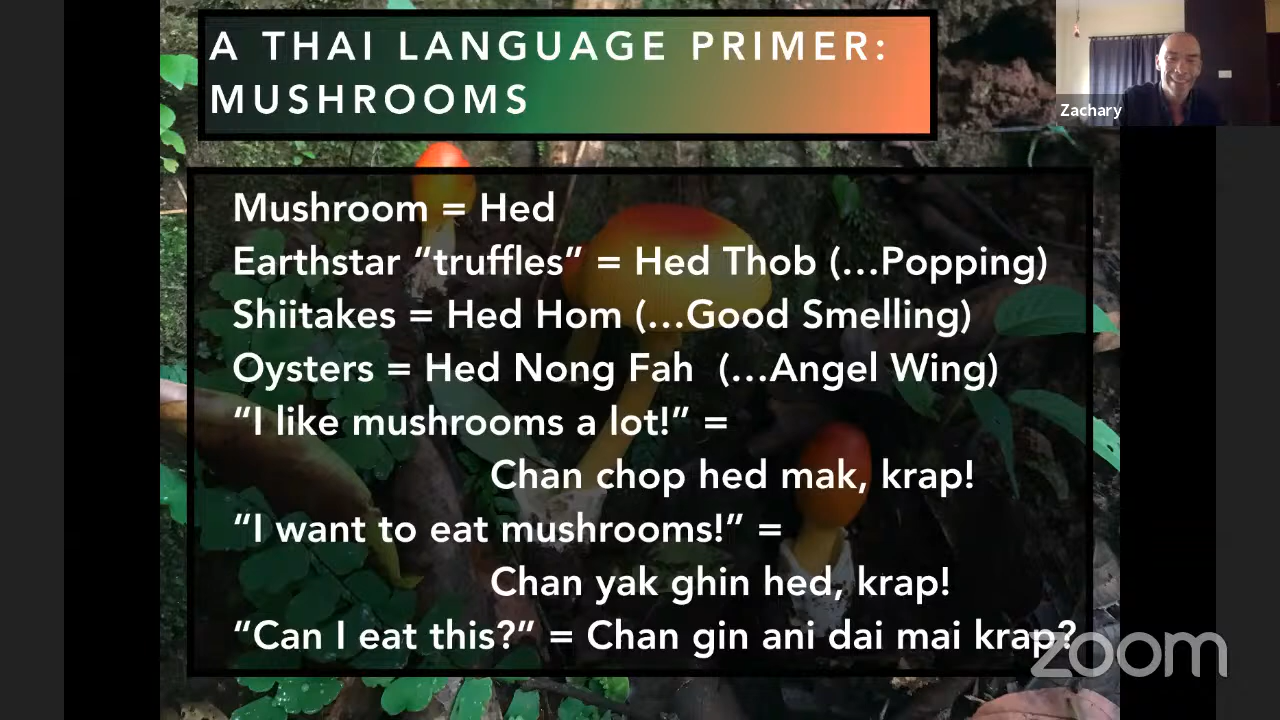 A THAI LANGUAGE PRIMER:
MUSHROOMS
Zachary
Mushroom = Hed
Earthstar “truffles” = Hed Thob (…Popping)
Shiitakes = Hed Hom (…Good Smelling)
Oysters = Hed Nong Fah (…Angel Wing)
“I like mushrooms a lot!” =
Chan chop hed mak, krap!
“I want to eat mushrooms!” =
Chan yak ghin hed, krap!
“Can I eat this?” = Chan gin ani dai mai krap?
zoom